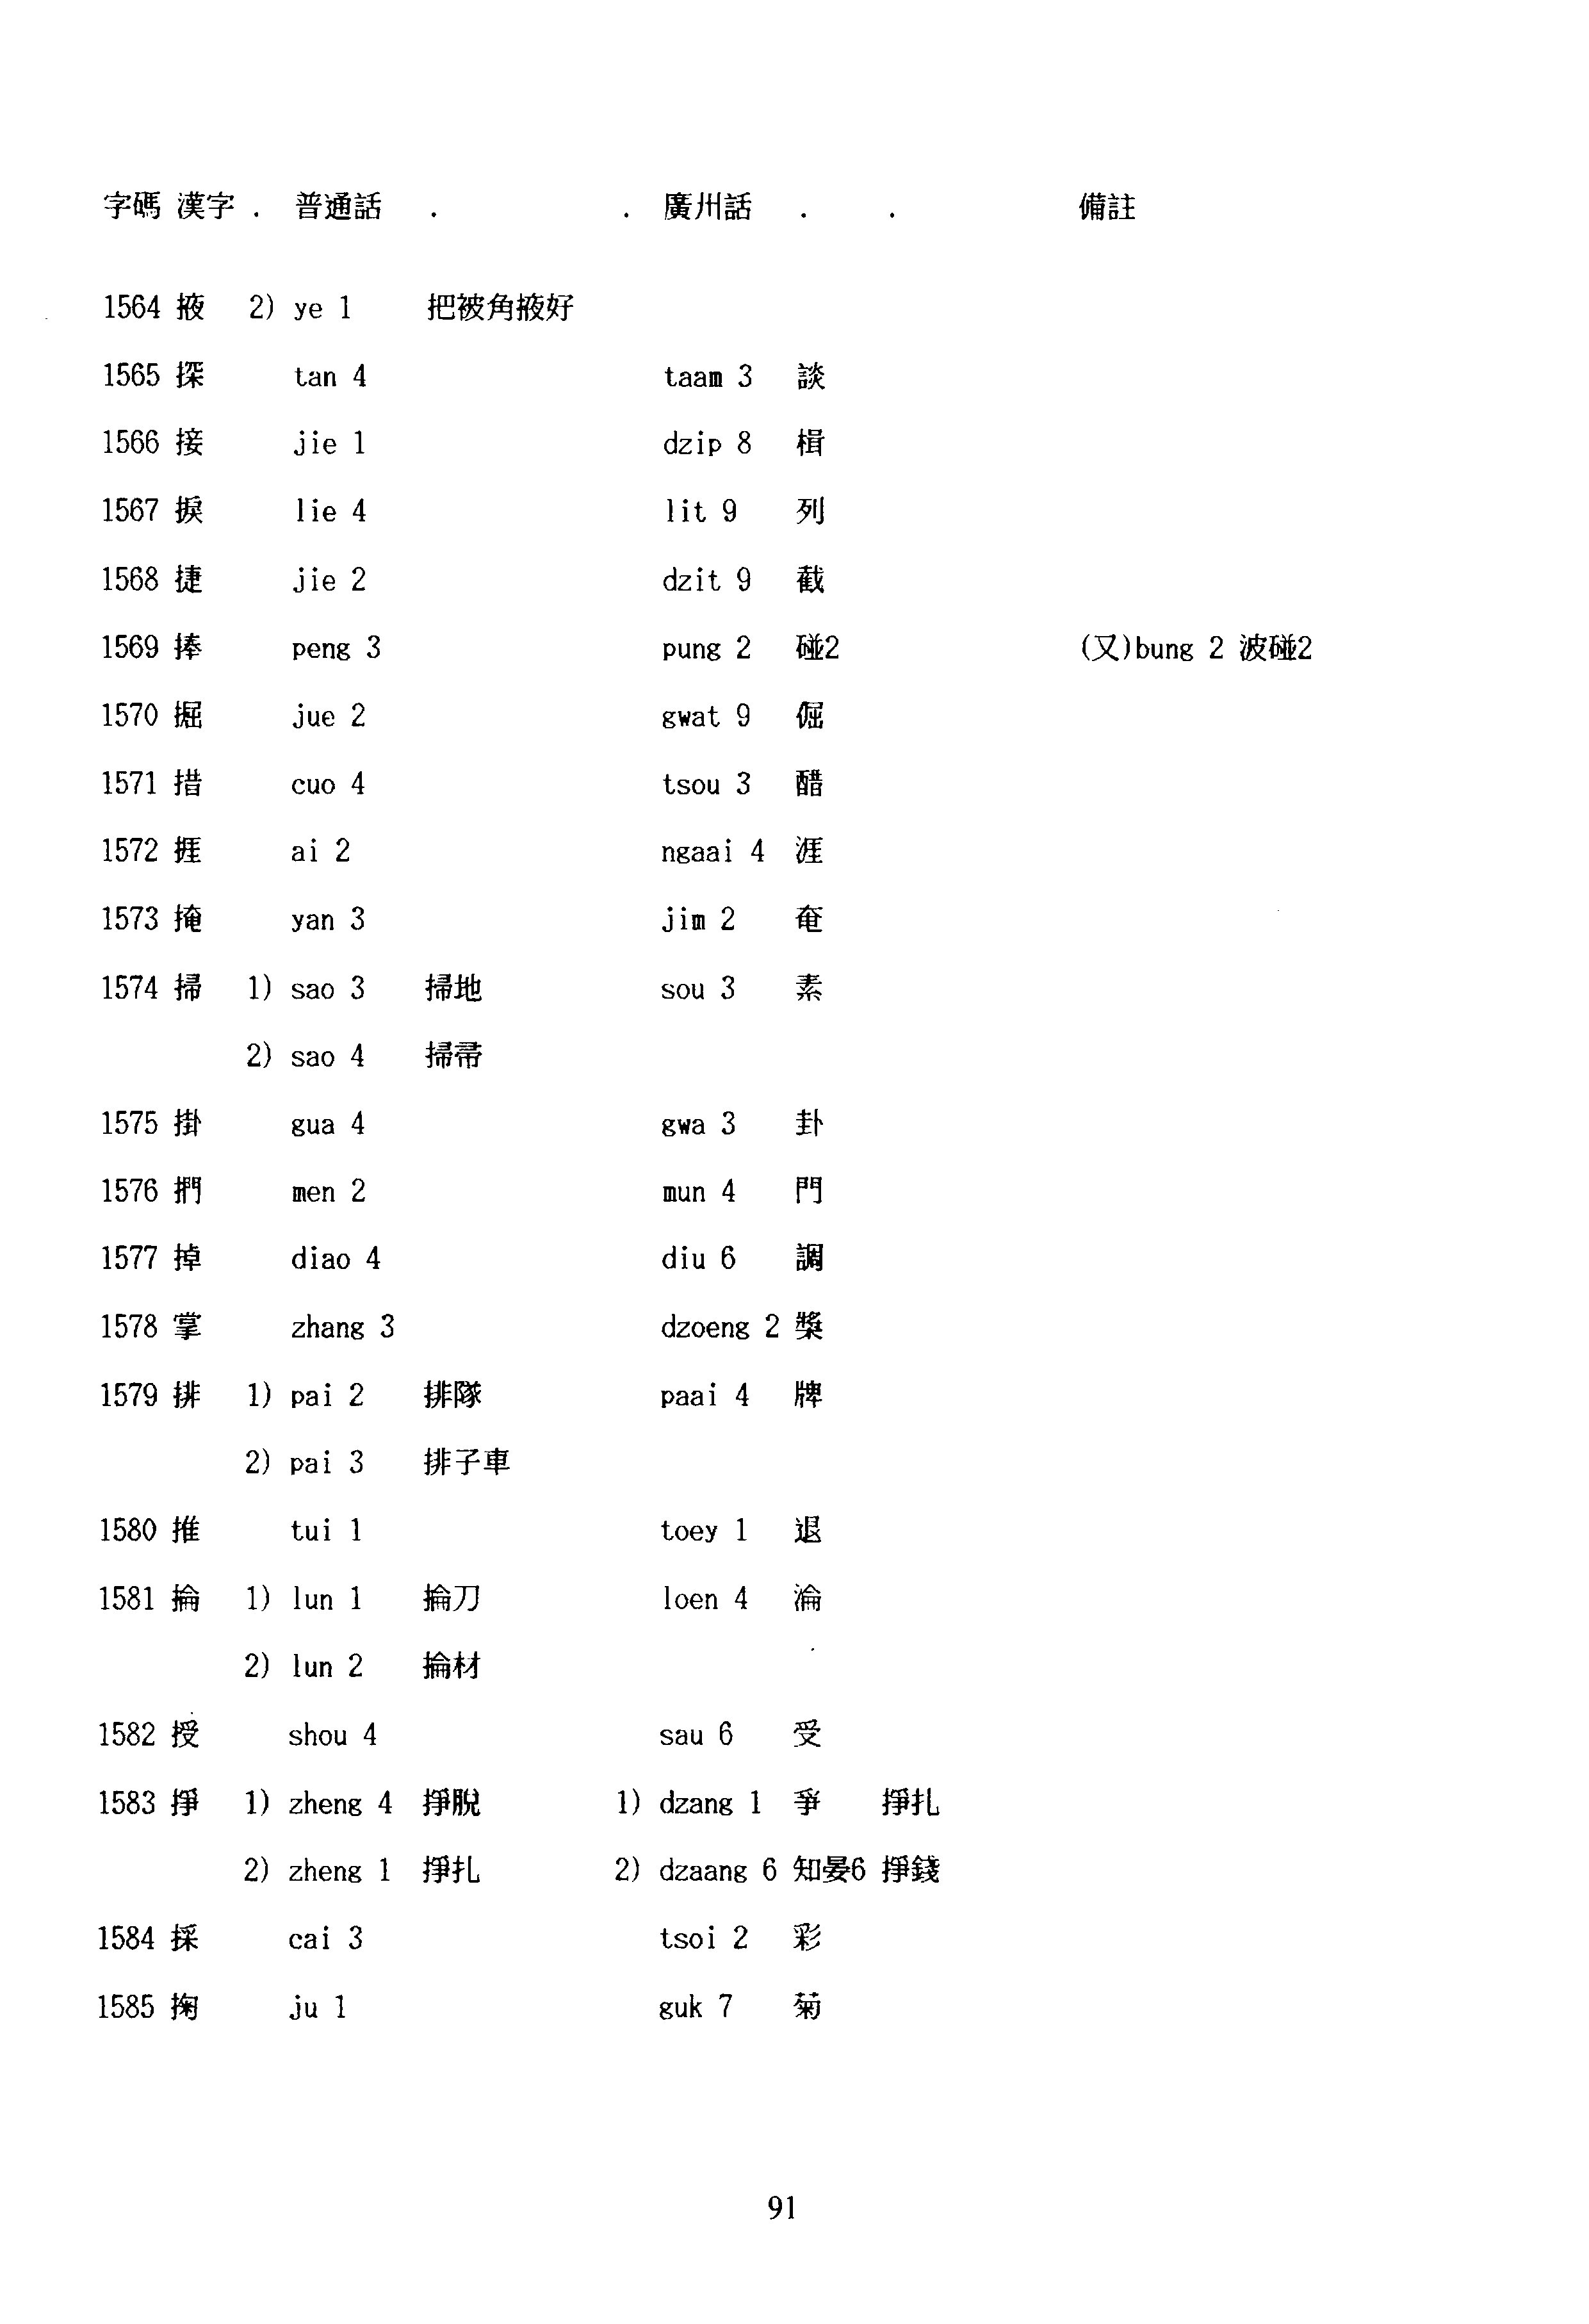 字碼 漢字 . 普通話 . . 廣州話 . . 備註
1564 掖 2) ye 1 把被角掖好
1565 探 tan 4 taam 3 談
1566 接 jie 1 dzip 8 楫
1567 捩 lie 4 lit 9 列
1568 捷 jie 2 dzit 9 截
1569 捧 peng 3 pung 2 碰2 (又)bung 2 波碰2
1570 掘 jue 2 gwat 9 倔
1571 措 cuo 4 tsou 3 醋
1572 捱 ai 2 ngaai 4 涯
1573 掩 yan 3 jim 2 奄
1574 掃 1) sao 3 掃地 sou 3 素
2) sao 4 掃帚
1575 掛 gua 4 gwa 3 卦
1576 捫 men 2 mun 4 門
1577 掉 diao 4 diu 6 調
1578 掌 zhang 3 dzoeng 2 槳
1579 排 1) pai 2 排隊 paai 4 牌
2) pai 3 排子車
1580 推 tui 1 toey 1 退
1581 掄 1) lun 1 掄刀 loen 4 淪
2) lun 2 掄材
1582 授 shou 4 sau 6 受
1583 掙 1) zheng 4 掙脫 1) dzang 1 爭 掙扎
2) zheng 1 掙扎 2) dzaang 6 知晏6 掙錢
1584 採 cai 3 tsoi 2 彩
1585 掬 ju 1 guk 7 菊
91